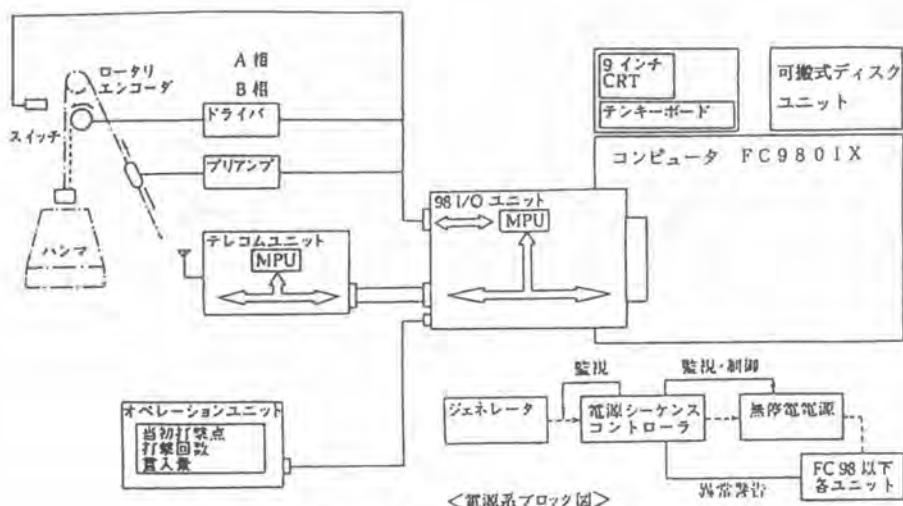 ロータリ
エンコーダ
A 相
B 相
ドライバ
スイッチ
プリアンプ
ハンマ
テレコムユニット
MPU
98 I/O ユニット
MPU
9 インチ
CRT
テンキーボード
可搬式ディスク
ユニット
コンピュータ FC9801X
オペレーションユニット
当初打撃点
打撃回数
貫入量
監視
監視・制御
ジェネレータ
電源シーケンス
コントローラ
無停電電源
異常警告
FC 98 以下
各ユニット
<電源系ブロック図>